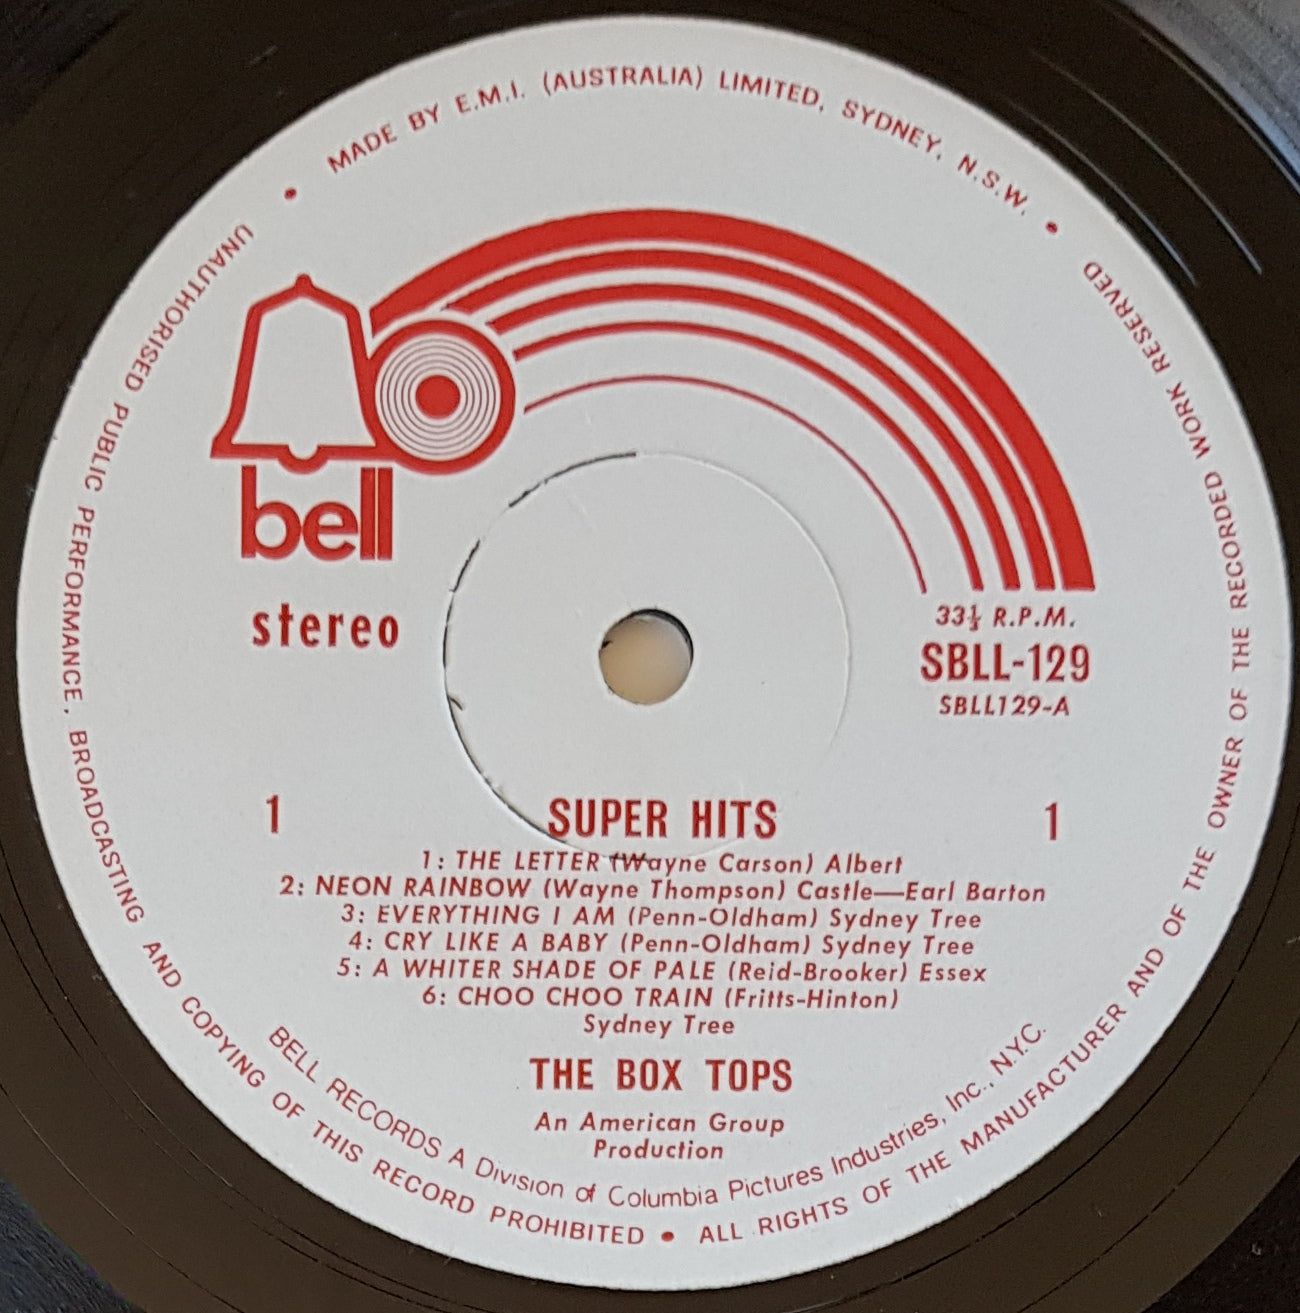 MADE BY E.M.I. (AUSTRALIA) LIMITED, SYDNEY, N.S.W. •
bell
stereo
33⅓ R.P.M.
SBLL-129
SBLL129-A
1 SUPER HITS 1
1: THE LETTER (Wayne Carson) Albert
2: NEON RAINBOW (Wayne Thompson) Castle—Earl Barton
3: EVERYTHING I AM (Penn-Oldham) Sydney Tree
4: CRY LIKE A BABY (Penn-Oldham) Sydney Tree
5: A WHITER SHADE OF PALE (Reid-Brooker) Essex
6: CHOO CHOO TRAIN (Fritts-Hinton)
Sydney Tree
THE BOX TOPS
An American Group
Production
BELL RECORDS A Division of Columbia Pictures Industries, Inc., N.Y.C.
UNAUTHORISED PUBLIC PERFORMANCE, BROADCASTING AND COPYING OF THIS RECORD PROHIBITED • ALL RIGHTS OF THE MANUFACTURER AND OF THE OWNER OF THE RECORDED WORK RESERVED •